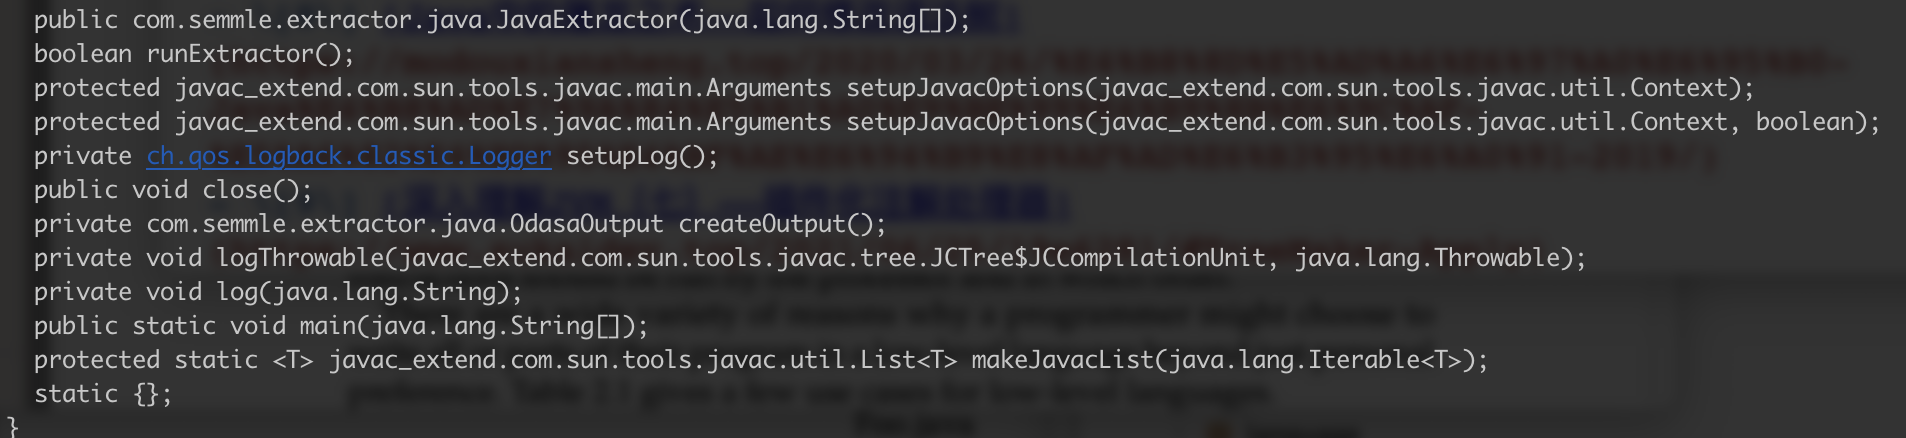 public com.semmle.extractor.java.JavaExtractor(java.lang.String[]);
boolean runExtractor();
protected javac_extend.com.sun.tools.javac.main.Arguments setupJavacOptions(javac_extend.com.sun.tools.javac.util.Context);
protected javac_extend.com.sun.tools.javac.main.Arguments setupJavacOptions(javac_extend.com.sun.tools.javac.util.Context, boolean);
private ch.qos.logback.classic.Logger setupLog();
public void close();
private com.semmle.extractor.java.OdasaOutput createOutput();
private void logThrowable(javac_extend.com.sun.tools.javac.tree.JCTree$JCCompilationUnit, java.lang.Throwable);
private void log(java.lang.String);
public static void main(java.lang.String[]);
protected static <T> javac_extend.com.sun.tools.javac.util.List<T> makeJavacList(java.lang.Iterable<T>);
static {};
}